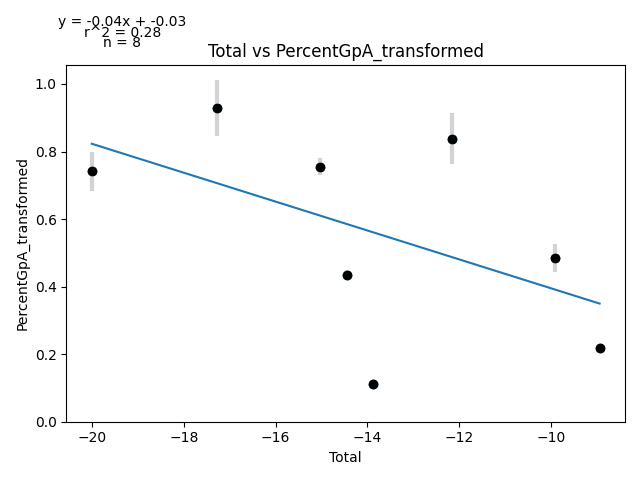 y = -0.04x + -0.03
r^2 = 0.28
n = 8
Total vs PercentGpA_transformed
PercentGpA_transformed
1.0
0.8
0.6
0.4
0.2
0.0
−20
−18
−16
−14
−12
−10
Total